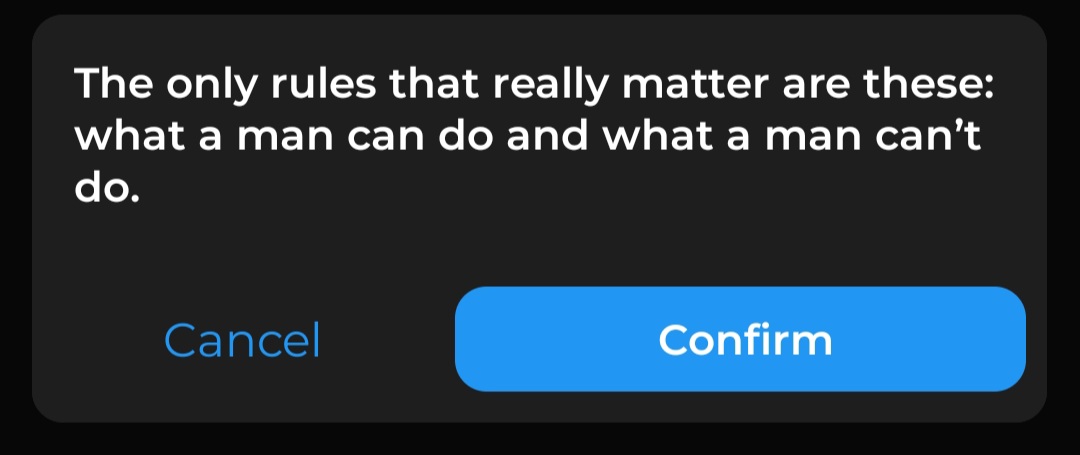 The only rules that really matter are these:
what a man can do and what a man can’t
do.
Cancel
Confirm